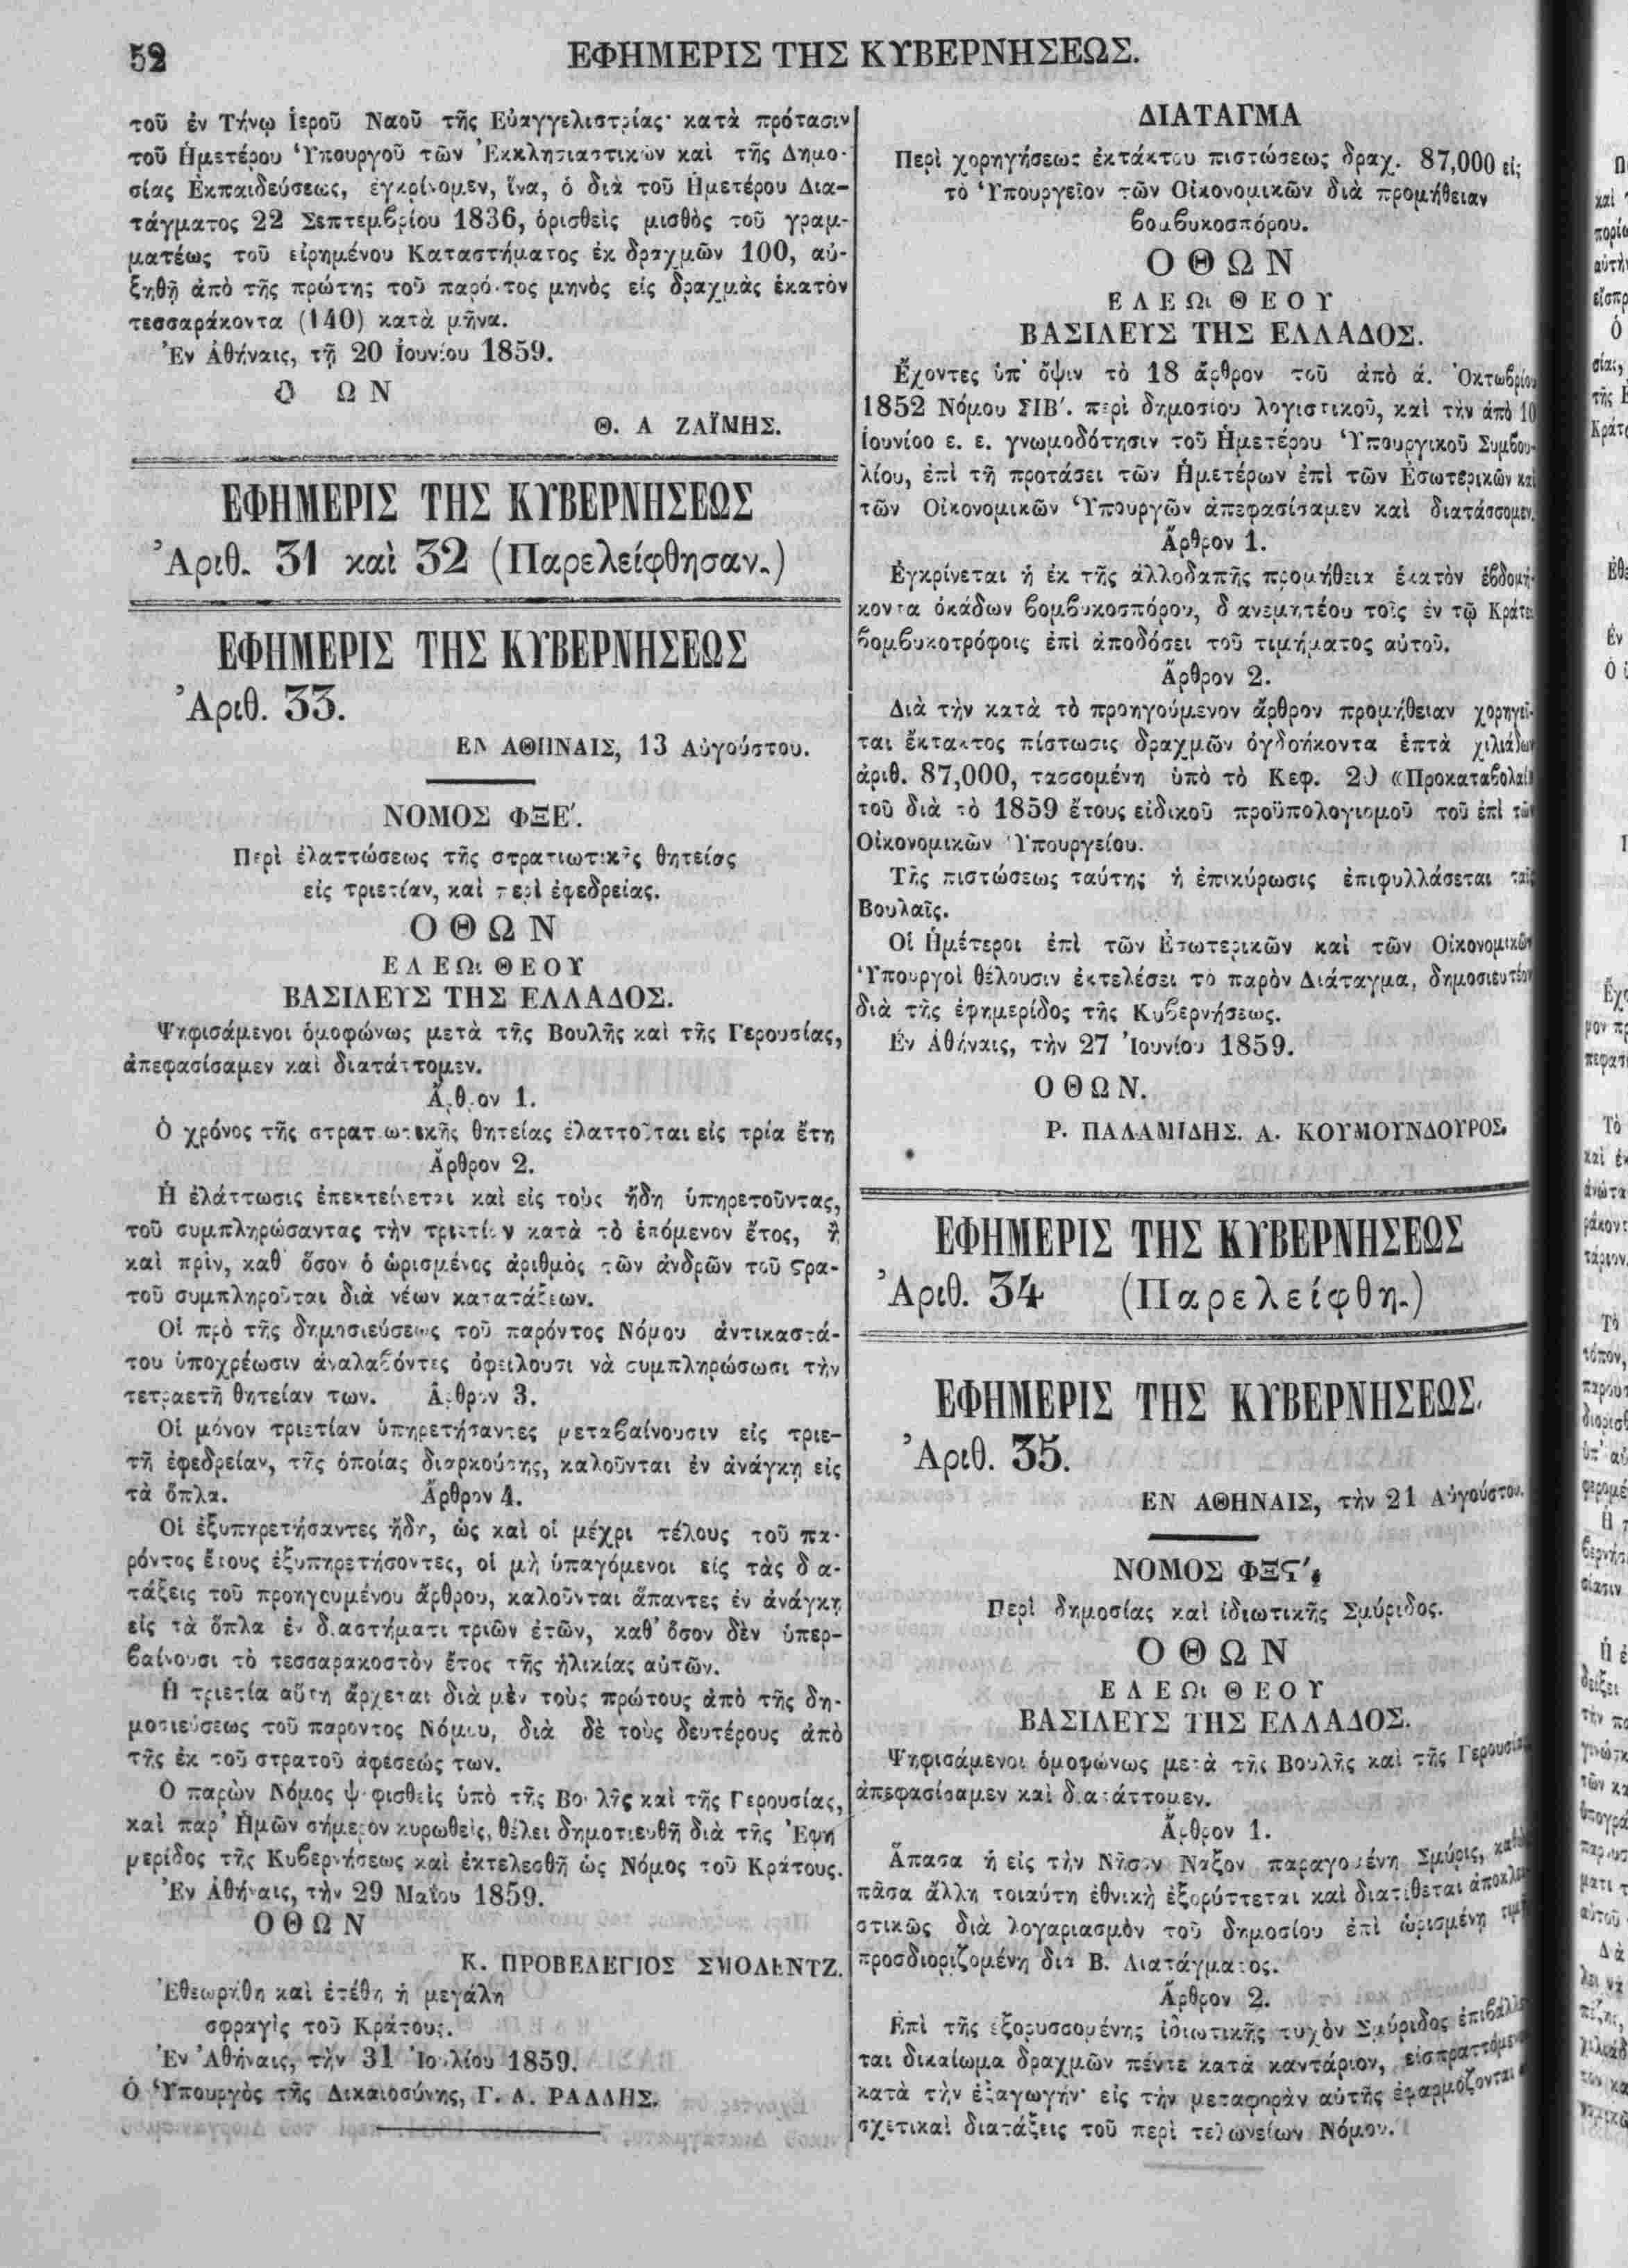 52
ΕΦΗΜΕΡΙΣ ΤΗΣ ΚΥΒΕΡΝΗΣΕΩΣ.
τοῦ ἐν Τήνῳ ἱεροῦ Ναοῦ τῆς Εὐαγγελιστρίας· κατὰ πρότασιν
τοῦ Ἡμετέρου Ὑπουργοῦ τῶν Ἐκκλησιαστικῶν καὶ τῆς Δημο-
σίας Ἐκπαιδεύσεως, ἐγκρίνομεν, ἵνα, ὁ διὰ τοῦ Ἡμετέρου Δια-
τάγματος 22 Σεπτεμβρίου 1836, ὁρισθεὶς μισθὸς τοῦ γραμ-
ματέως τοῦ εἰρημένου Καταστήματος ἐκ δραχμῶν 100, αὐ-
ξηθῇ ἀπὸ τῆς πρώτης τοῦ παρόντος μηνὸς εἰς δραχμὰς ἑκατὸν
τεσσαράκοντα (140) κατὰ μῆνα.
Ἐν Ἀθήναις, τῇ 20 Ἰουνίου 1859.
Ο ΩΝ
Θ. Α ΖΑΪΜΗΣ.
ΕΦΗΜΕΡΙΣ ΤΗΣ ΚΥΒΕΡΝΗΣΕΩΣ
Ἀριθ. 31 καὶ 32 (Παρελείφθησαν.)
ΕΦΗΜΕΡΙΣ ΤΗΣ ΚΥΒΕΡΝΗΣΕΩΣ
Ἀριθ. 33.
ΕΝ ΑΘΗΝΑΙΣ, 13 Αὐγούστου.
ΝΟΜΟΣ ΦΞΕ΄.
Περὶ ἐλαττώσεως τῆς στρατιωτικῆς θητείας
εἰς τριετίαν, καὶ περὶ ἐφεδρείας.
ΟΘΩΝ
ΕΛΕΩι ΘΕΟΥ
ΒΑΣΙΛΕΥΣ ΤΗΣ ΕΛΛΑΔΟΣ.
Ψηφισάμενοι ὁμοφώνως μετὰ τῆς Βουλῆς καὶ τῆς Γερουσίας,
ἀπεφασίσαμεν καὶ διατάττομεν.
Ἄρθρον 1.
Ὁ χρόνος τῆς στρατιωτικῆς θητείας ἐλαττοῦται εἰς τρία ἔτη
Ἄρθρον 2.
Ἡ ἐλάττωσις ἐπεκτείνεται καὶ εἰς τοὺς ἤδη ὑπηρετοῦντας,
τοῦ συμπληρώσαντας τὴν τριετίαν κατὰ τὸ ἑπόμενον ἔτος, ἢ
καὶ πρὶν, καθ' ὅσον ὁ ὡρισμένος ἀριθμὸς τῶν ἀνδρῶν τοῦ ϛρα-
τοῦ συμπληροῦται διὰ νέων κατατάξεων.
Οἱ πρὸ τῆς δημοσιεύσεως τοῦ παρόντος Νόμου ἀντικαστά-
του ὑποχρέωσιν ἀναλαβόντες ὀφείλουσι νὰ συμπληρώσωσι τὴν
τετραετῆ θητείαν των. Ἄρθρον 3.
Οἱ μόνον τριετίαν ὑπηρετήσαντες μεταβαίνουσιν εἰς τριε-
τῆ ἐφεδρείαν, τῆς ὁποίας διαρκούσης, καλοῦνται ἐν ἀνάγκῃ εἰς
τὰ ὅπλα. Ἄρθρον 4.
Οἱ ἐξυπηρετήσαντες ἤδη, ὡς καὶ οἱ μέχρι τέλους τοῦ πα-
ρόντος ἔτους ἐξυπηρετήσοντες, οἱ μὴ ὑπαγόμενοι εἰς τὰς δ α-
τάξεις τοῦ προηγουμένου ἄρθρου, καλοῦνται ἅπαντες ἐν ἀνάγκῃ
εἰς τὰ ὅπλα ἐν διαστήματι τριῶν ἐτῶν, καθ' ὅσον δὲν ὑπερ-
βαίνουσι τὸ τεσσαρακοστὸν ἔτος τῆς ἡλικίας αὐτῶν.
Ἡ τριετία αὕτη ἄρχεται διὰ μὲν τοὺς πρώτους ἀπὸ τῆς δη-
μοσιεύσεως τοῦ παρόντος Νόμου, διὰ δὲ τοὺς δευτέρους ἀπὸ
τῆς ἐκ τοῦ στρατοῦ ἀφέσεώς των.
Ὁ παρὼν Νόμος ψηφισθεὶς ὑπὸ τῆς Βουλῆς καὶ τῆς Γερουσίας,
καὶ παρ' Ἡμῶν σήμερον κυρωθεὶς, θέλει δημοσιευθῆ διὰ τῆς Ἐφη
μερίδος τῆς Κυβερνήσεως καὶ ἐκτελεσθῆ ὡς Νόμος τοῦ Κράτους.
Ἐν Ἀθήναις, τὴν 29 Μαΐου 1859.
ΟΘΩΝ
Κ. ΠΡΟΒΕΛΕΓΙΟΣ ΣΜΟΛΕΝΤΖ.
Ἐθεωρήθη καὶ ἐτέθη ἡ μεγάλη
σφραγὶς τοῦ Κράτους.
Ἐν Ἀθήναις, τὴν 31 Ἰουλίου 1859.
Ὁ Ὑπουργὸς τῆς Δικαιοσύνης, Γ. Α. ΡΑΛΛΗΣ.
ΔΙΑΤΑΓΜΑ
Περὶ χορηγήσεως ἐκτάκτου πιστώσεως δραχ. 87,000 εἰς
τὸ Ὑπουργεῖον τῶν Οἰκονομικῶν διὰ προμήθειαν
βομβυκοσπόρου.
ΟΘΩΝ
ΕΛΕΩι ΘΕΟΥ
ΒΑΣΙΛΕΥΣ ΤΗΣ ΕΛΛΑΔΟΣ.
Ἔχοντες ὑπ' ὄψιν τὸ 18 ἄρθρον τοῦ ἀπὸ ά. Ὀκτωβρίου
1852 Νόμου ΣΙΒ΄. περὶ δημοσίου λογιστικοῦ, καὶ τὴν ἀπὸ 10
Ἰουνίοο ε. ε. γνωμοδότησιν τοῦ Ἡμετέρου Ὑπουργικοῦ Συμβου-
λίου, ἐπὶ τῇ προτάσει τῶν Ἡμετέρων ἐπὶ τῶν Ἐσωτερικῶν καὶ
τῶν Οἰκονομικῶν Ὑπουργῶν ἀπεφασίσαμεν καὶ διατάσσομεν.
Ἄρθρον 1.
Ἐγκρίνεται ἡ ἐκ τῆς ἀλλοδαπῆς προμήθεια ἑκατὸν ἑβδομή-
κοντα ὀκάδων βομβυκοσπόρου, δ ανεμητέου τοῖς ἐν τῷ Κράτει
βομβυκοτρόφοις ἐπὶ ἀποδόσει τοῦ τιμήματος αὐτοῦ.
Ἄρθρον 2.
Διὰ τὴν κατὰ τὸ προηγούμενον ἄρθρον προμήθειαν χορηγεῖ-
ται ἔκτακτος πίστωσις δραχμῶν ὀγδοήκοντα ἑπτὰ χιλιάδων
ἀριθ. 87,000, τασσομένη ὑπὸ τὸ Κεφ. 20 «Προκαταβολαὶ»
τοῦ διὰ τὸ 1859 ἔτους εἰδικοῦ προϋπολογισμοῦ τοῦ ἐπὶ τῶν
Οἰκονομικῶν Ὑπουργείου.
Τῆς πιστώσεως ταύτης ἡ ἐπικύρωσις ἐπιφυλλάσεται ταῖς
Βουλαῖς.
Οἱ Ἡμέτεροι ἐπὶ τῶν Ἐσωτερικῶν καὶ τῶν Οἰκονομικῶν
Ὑπουργοὶ θέλουσιν ἐκτελέσει τὸ παρὸν Διάταγμα, δημοσιευτέον
διὰ τῆς ἐφημερίδος τῆς Κυβερνήσεως.
Ἐν Ἀθήναις, τὴν 27 Ἰουνίου 1859.
ΟΘΩΝ.
Ρ. ΠΑΛΑΜΙΔΗΣ. Α. ΚΟΥΜΟΥΝΔΟΥΡΟΣ.
ΕΦΗΜΕΡΙΣ ΤΗΣ ΚΥΒΕΡΝΗΣΕΩΣ
Ἀριθ. 34 (Παρελείφθη.)
ΕΦΗΜΕΡΙΣ ΤΗΣ ΚΥΒΕΡΝΗΣΕΩΣ.
Ἀριθ. 35.
ΕΝ ΑΘΗΝΑΙΣ, τὴν 21 Αὐγούστου.
ΝΟΜΟΣ ΦΞϚ΄.
Περὶ δημοσίας καὶ ἰδιωτικῆς Σμύριδος.
ΟΘΩΝ
ΕΛΕΩι ΘΕΟΥ
ΒΑΣΙΛΕΥΣ ΤΗΣ ΕΛΛΑΔΟΣ.
Ψηφισάμενοι ὁμοφώνως μετὰ τῆς Βουλῆς καὶ τῆς Γερουσίας
ἀπεφασίσαμεν καὶ διατάττομεν.
Ἄρθρον 1.
Ἅπασα ἡ εἰς τὴν Νῆσον Νάξον παραγομένη Σμύρις, καθὼς
πᾶσα ἄλλη τοιαύτη ἐθνικὴ ἐξορύττεται καὶ διατίθεται ἀποκλει
στικῶς διὰ λογαριασμὸν τοῦ δημοσίου ἐπὶ ὡρισμένῃ τιμῇ
προσδιοριζομένῃ διὰ Β. Διατάγματος.
Ἄρθρον 2.
Ἐπὶ τῆς ἐξορυσσομένης ἰδιωτικῆς τυχὸν Σμύριδος ἐπιβάλλε
ται δικαίωμα δραχμῶν πέντε κατὰ καντάριον, εἰσπραττόμενον
κατὰ τὴν ἐξαγωγήν· εἰς τὴν μεταφορὰν αὐτῆς ἐφαρμόζονται
σχετικαὶ διατάξεις τοῦ περὶ τελωνείων Νόμου.